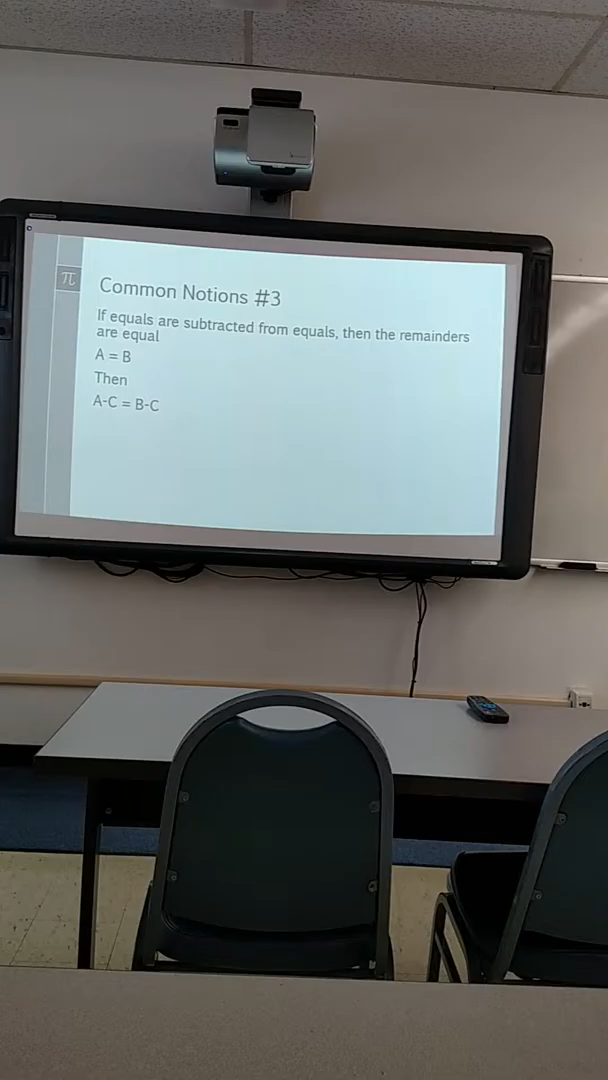 π
Common Notions #3
If equals are subtracted from equals, then the remainders
are equal
A = B
Then
A-C = B-C